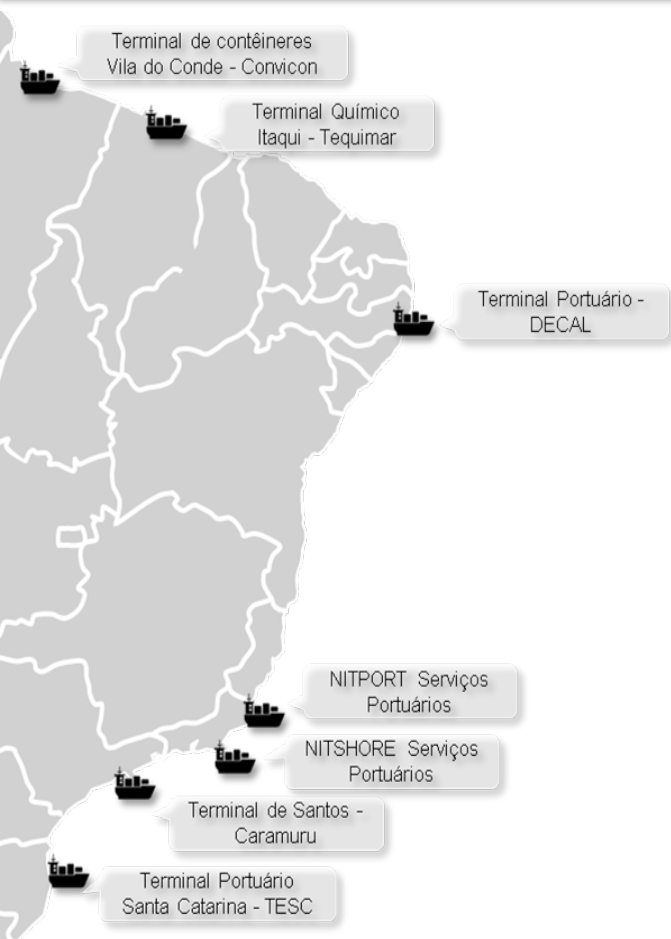 Terminal de contêineres
Vila do Conde - Convicon
Terminal Químico
Itaqui - Tequimar
Terminal Portuário -
DECAL
NITPORT Serviços
Portuários
NITSHORE Serviços
Portuários
Terminal de Santos -
Caramuru
Terminal Portuário
Santa Catarina - TESC